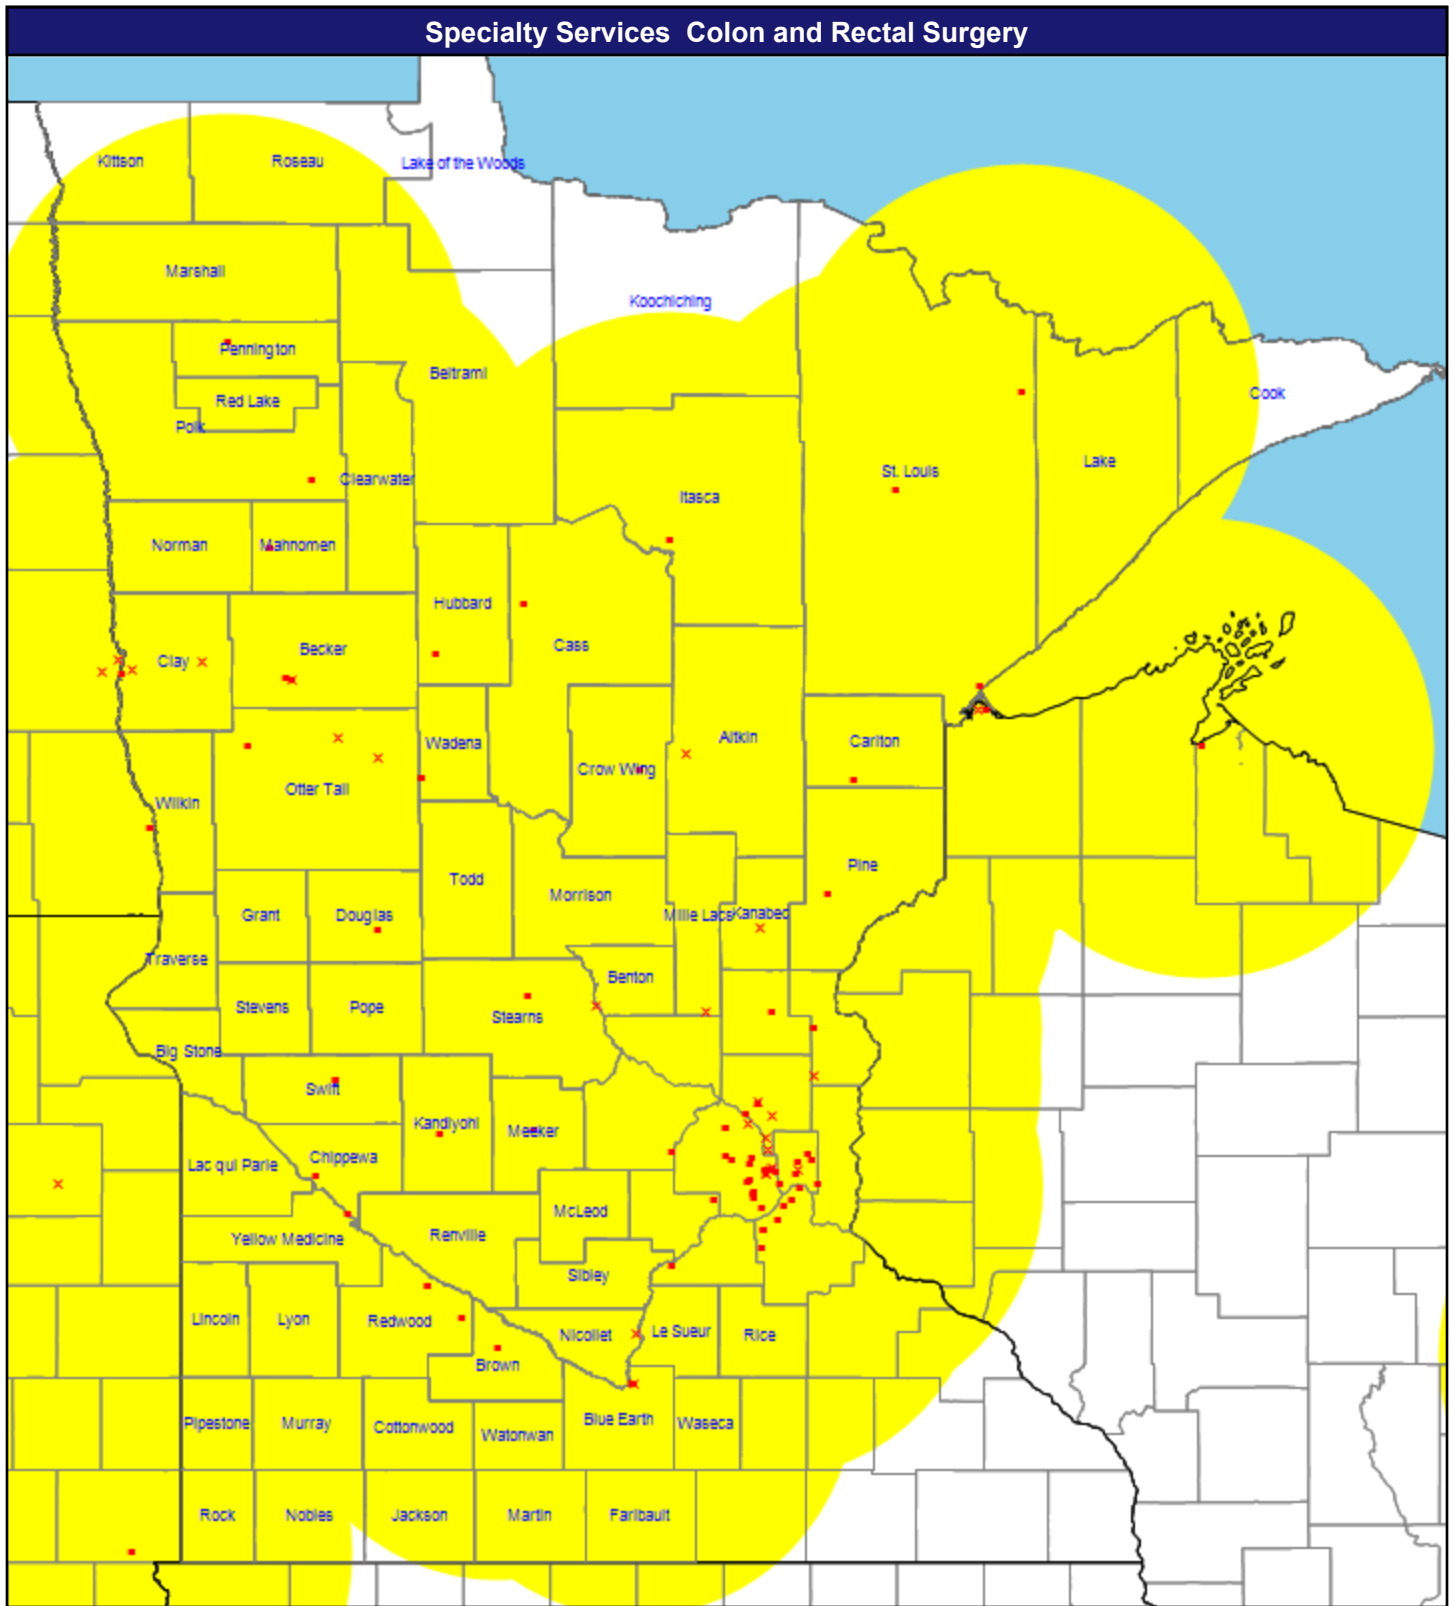 Specialty Services  Colon and Rectal Surgery
Kittson
Roseau
Lake of the Woods
Marshall
Koochiching
Pennington
Beltrami
Cook
Red Lake
Polk
Lake
St. Louis
Clearwater
Itasca
Norman
Mahnomen
Hubbard
Cass
Becker
Clay
Aitkin
Carlton
Wadena
Crow Wing
Otter Tail
Wilkin
Pine
Todd
Morrison
Grant
Douglas
Mille Lacs
Kanabec
Traverse
Benton
Stevens
Pope
Stearns
Big Stone
Swift
Kandiyohi
Meeker
Chippewa
Lac qui Parle
McLeod
Yellow Medicine
Renville
Sibley
Lincoln
Lyon
Redwood
Nicollet
Le Sueur
Rice
Brown
Pipestone
Murray
Cottonwood
Watonwan
Blue Earth
Waseca
Rock
Nobles
Jackson
Martin
Faribault